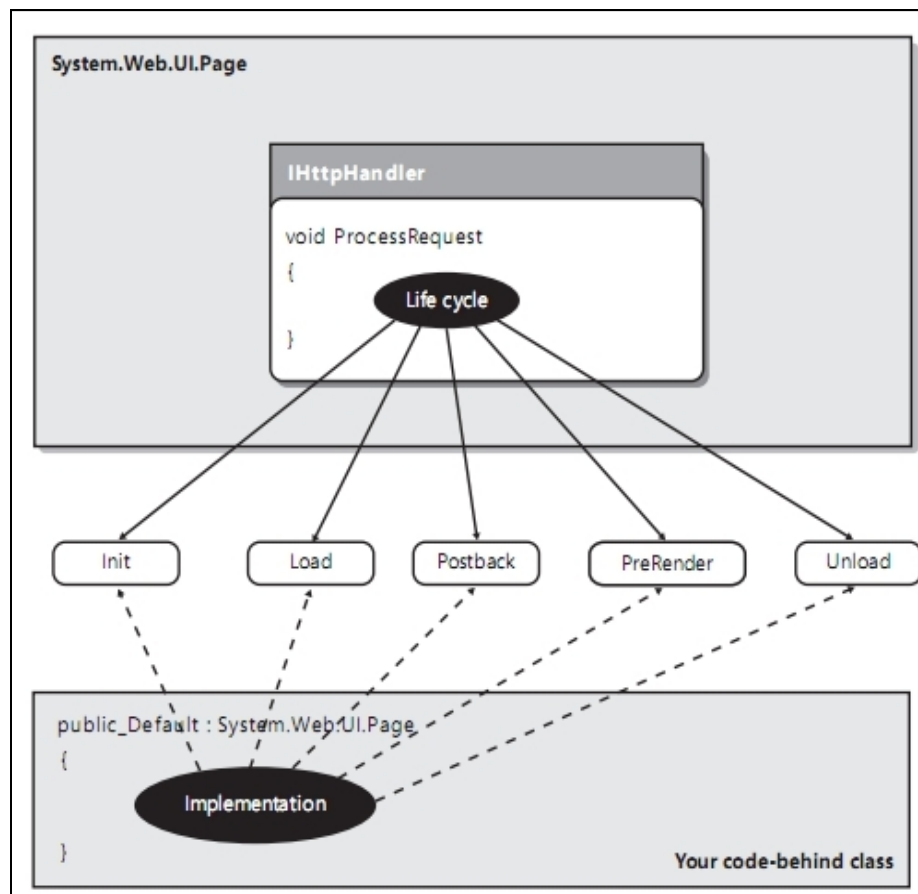 System.Web.UI.Page
IHttpHandler
void ProcessRequest
{
Life cycle
}
Init
Load
Postback
PreRender
Unload
public_Default : System.Web.UI.Page
{
Implementation
}
Your code-behind class